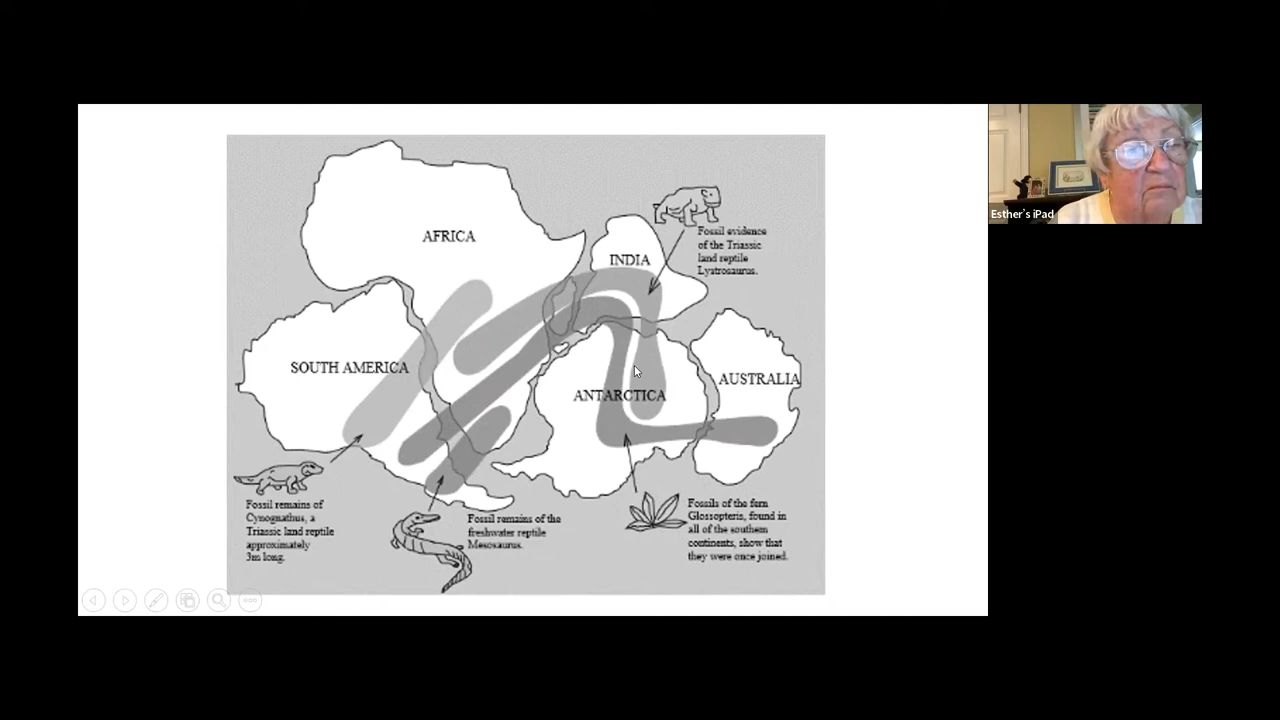 AFRICA
Fossil evidence
of the Triassic
land reptile
Lystrosaurus.
INDIA
SOUTH AMERICA
ANTARCTICA
AUSTRALIA
Fossil remains of
Cynognathus, a
Triassic land reptile
approximately
3m long.
Fossil remains of the
freshwater reptile
Mesosaurus.
Fossils of the fern
Glossopteris, found in
all of the southern
continents, show that
they were once joined.
Esther's iPad